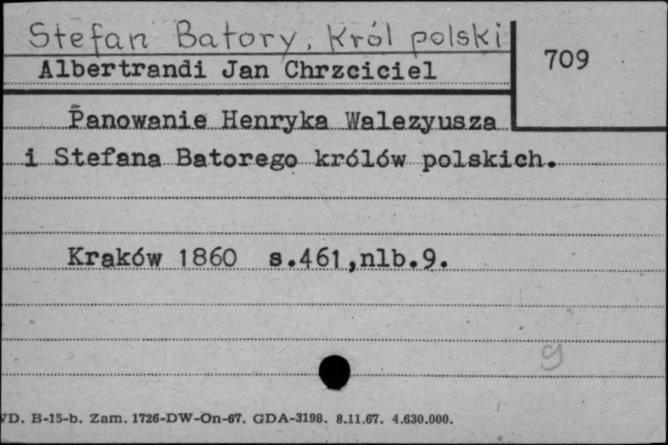 Stefan Batory, Król polski
709
Albertrandi Jan Chrzciciel
Panowanie Henryka Walezyusza
i Stefana Batorego królów polskich.
Kraków 1860 s.461,nlb.9.
g
VD. B-15-b. Zam. 1726-DW-On-67. GDA-3198. 8.11.67. 4.630.000.